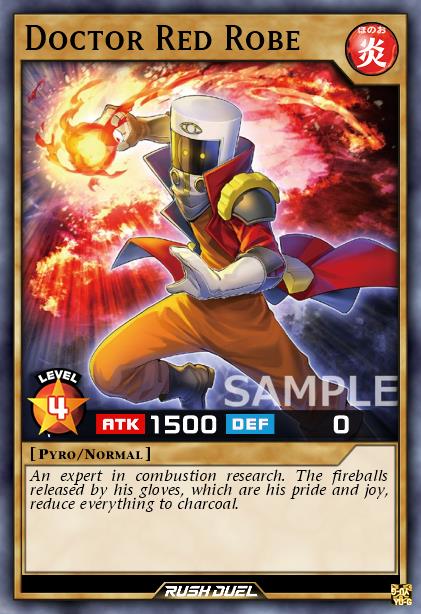 Doctor Red Robe
ほのお
炎
SAMPLE
LEVEL
4
ATK 1500 DEF 0
[Pyro/Normal]
An expert in combustion research. The fireballs
released by his gloves, which are his pride and joy,
reduce everything to charcoal.
RUSH DUEL